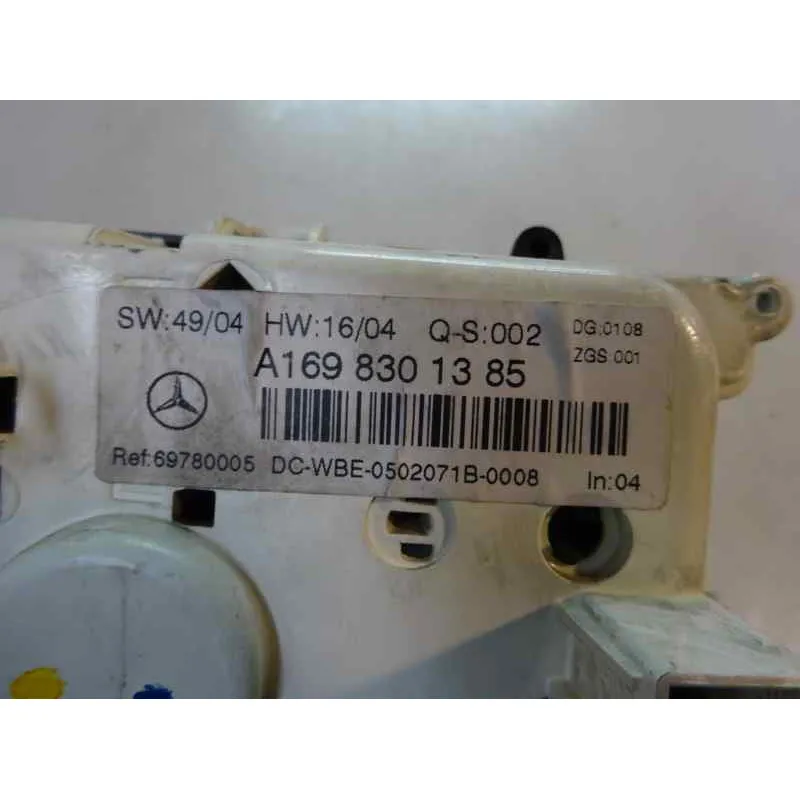 SW:49/04 HW:16/04 Q-S:002 DG:0108
ZGS 001
A169 830 13 85
Ref:69780005 DC-WBE-0502071B-0008 In:04